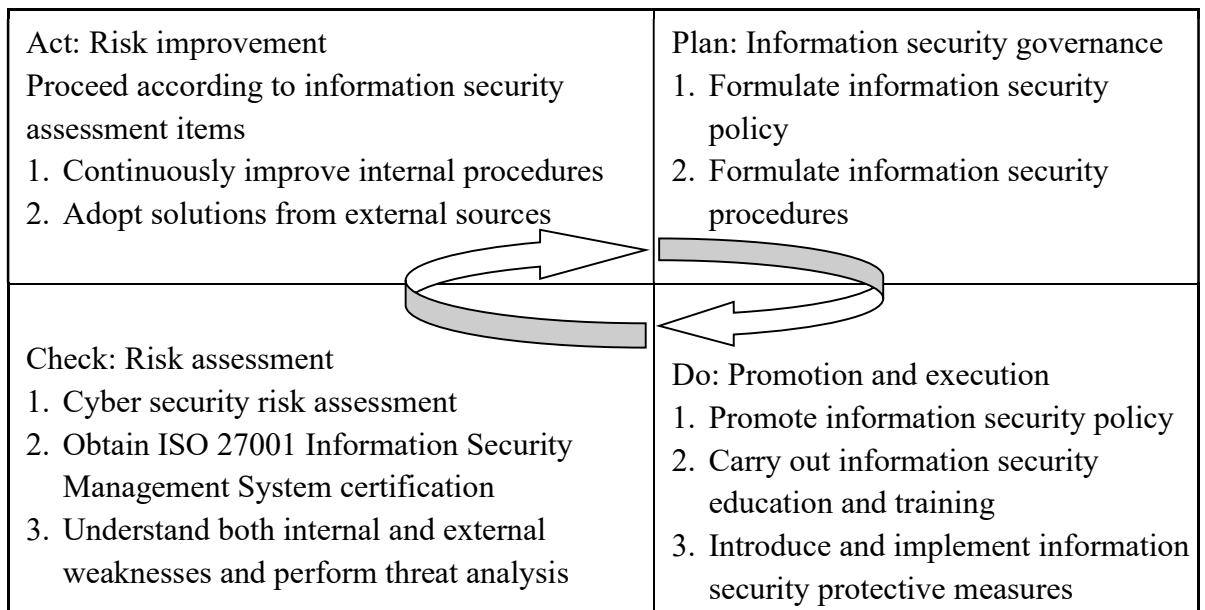 Act: Risk improvement
Proceed according to information security
assessment items
1. Continuously improve internal procedures
2. Adopt solutions from external sources
Plan: Information security governance
1. Formulate information security
policy
2. Formulate information security
procedures
Check: Risk assessment
1. Cyber security risk assessment
2. Obtain ISO 27001 Information Security
Management System certification
3. Understand both internal and external
weaknesses and perform threat analysis
Do: Promotion and execution
1. Promote information security policy
2. Carry out information security
education and training
3. Introduce and implement information
security protective measures